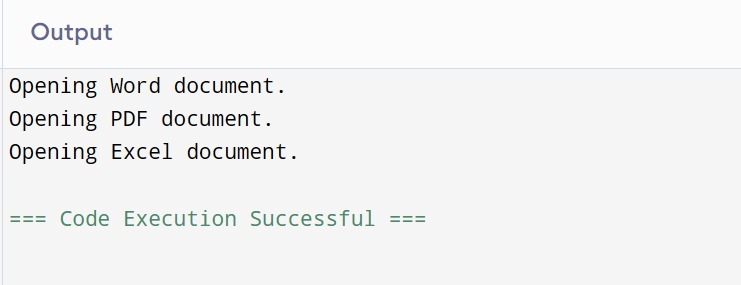 Output
Opening Word document.
Opening PDF document.
Opening Excel document.
=== Code Execution Successful ===